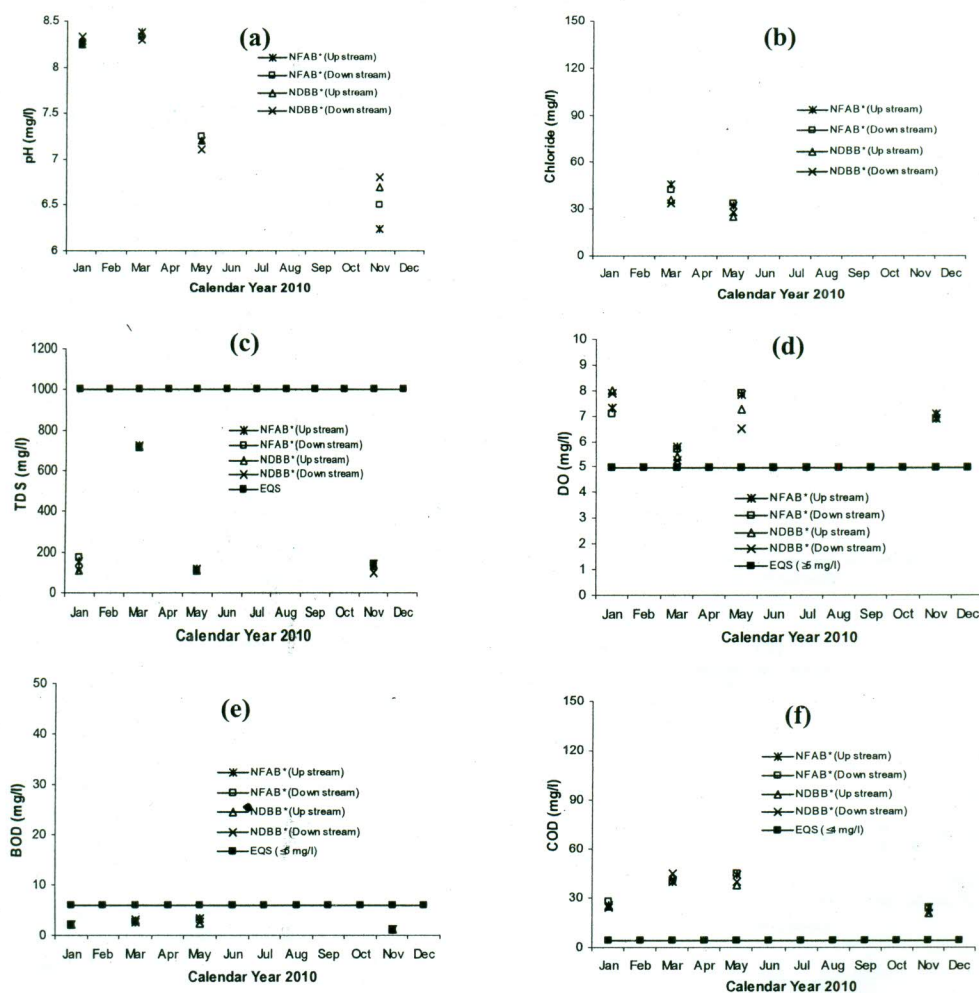 (a)
8.5
8
7.5
7
6.5
6
pH (mg/l)
NFAB* (Up stream)
NFAB* (Down stream)
NDBB* (Up stream)
NDBB* (Down stream)
Jan Feb Mar Apr May Jun Jul Aug Sep Oct Nov Dec
Calendar Year 2010
(b)
150
120
90
60
30
0
Chloride (mg/l)
NFAB* (Up stream)
NFAB* (Down stream)
NDBB* (Up stream)
NDBB* (Down stream)
Jan Feb Mar Apr May Jun Jul Aug Sep Oct Nov Dec
Calendar Year 2010
(c)
1200
1000
800
600
400
200
0
TDS (mg/l)
NFAB* (Up stream)
NFAB* (Down stream)
NDBB* (Up stream)
NDBB* (Down stream)
EQS
Jan Feb Mar Apr May Jun Jul Aug Sep Oct Nov Dec
Calendar Year 2010
(d)
10
9
8
7
6
5
4
3
2
1
0
DO (mg/l)
NFAB* (Up stream)
NFAB* (Down stream)
NDBB* (Up stream)
NDBB* (Down stream)
EQS (≥5 mg/l)
Jan Feb Mar Apr May Jun Jul Aug Sep Oct Nov Dec
Calendar Year 2010
(e)
50
40
30
20
10
0
BOD (mg/l)
NFAB* (Up stream)
NFAB* (Down stream)
NDBB* (Up stream)
NDBB* (Down stream)
EQS (≤6 mg/l)
Jan Feb Mar Apr May Jun Jul Aug Sep Oct Nov Dec
Calendar Year 2010
(f)
150
120
90
60
30
0
COD (mg/l)
NFAB* (Up stream)
NFAB* (Down stream)
NDBB* (Up stream)
NDBB* (Down stream)
EQS (≤4 mg/l)
Jan Feb Mar Apr May Jun Jul Aug Sep Oct Nov Dec
Calendar Year 2010